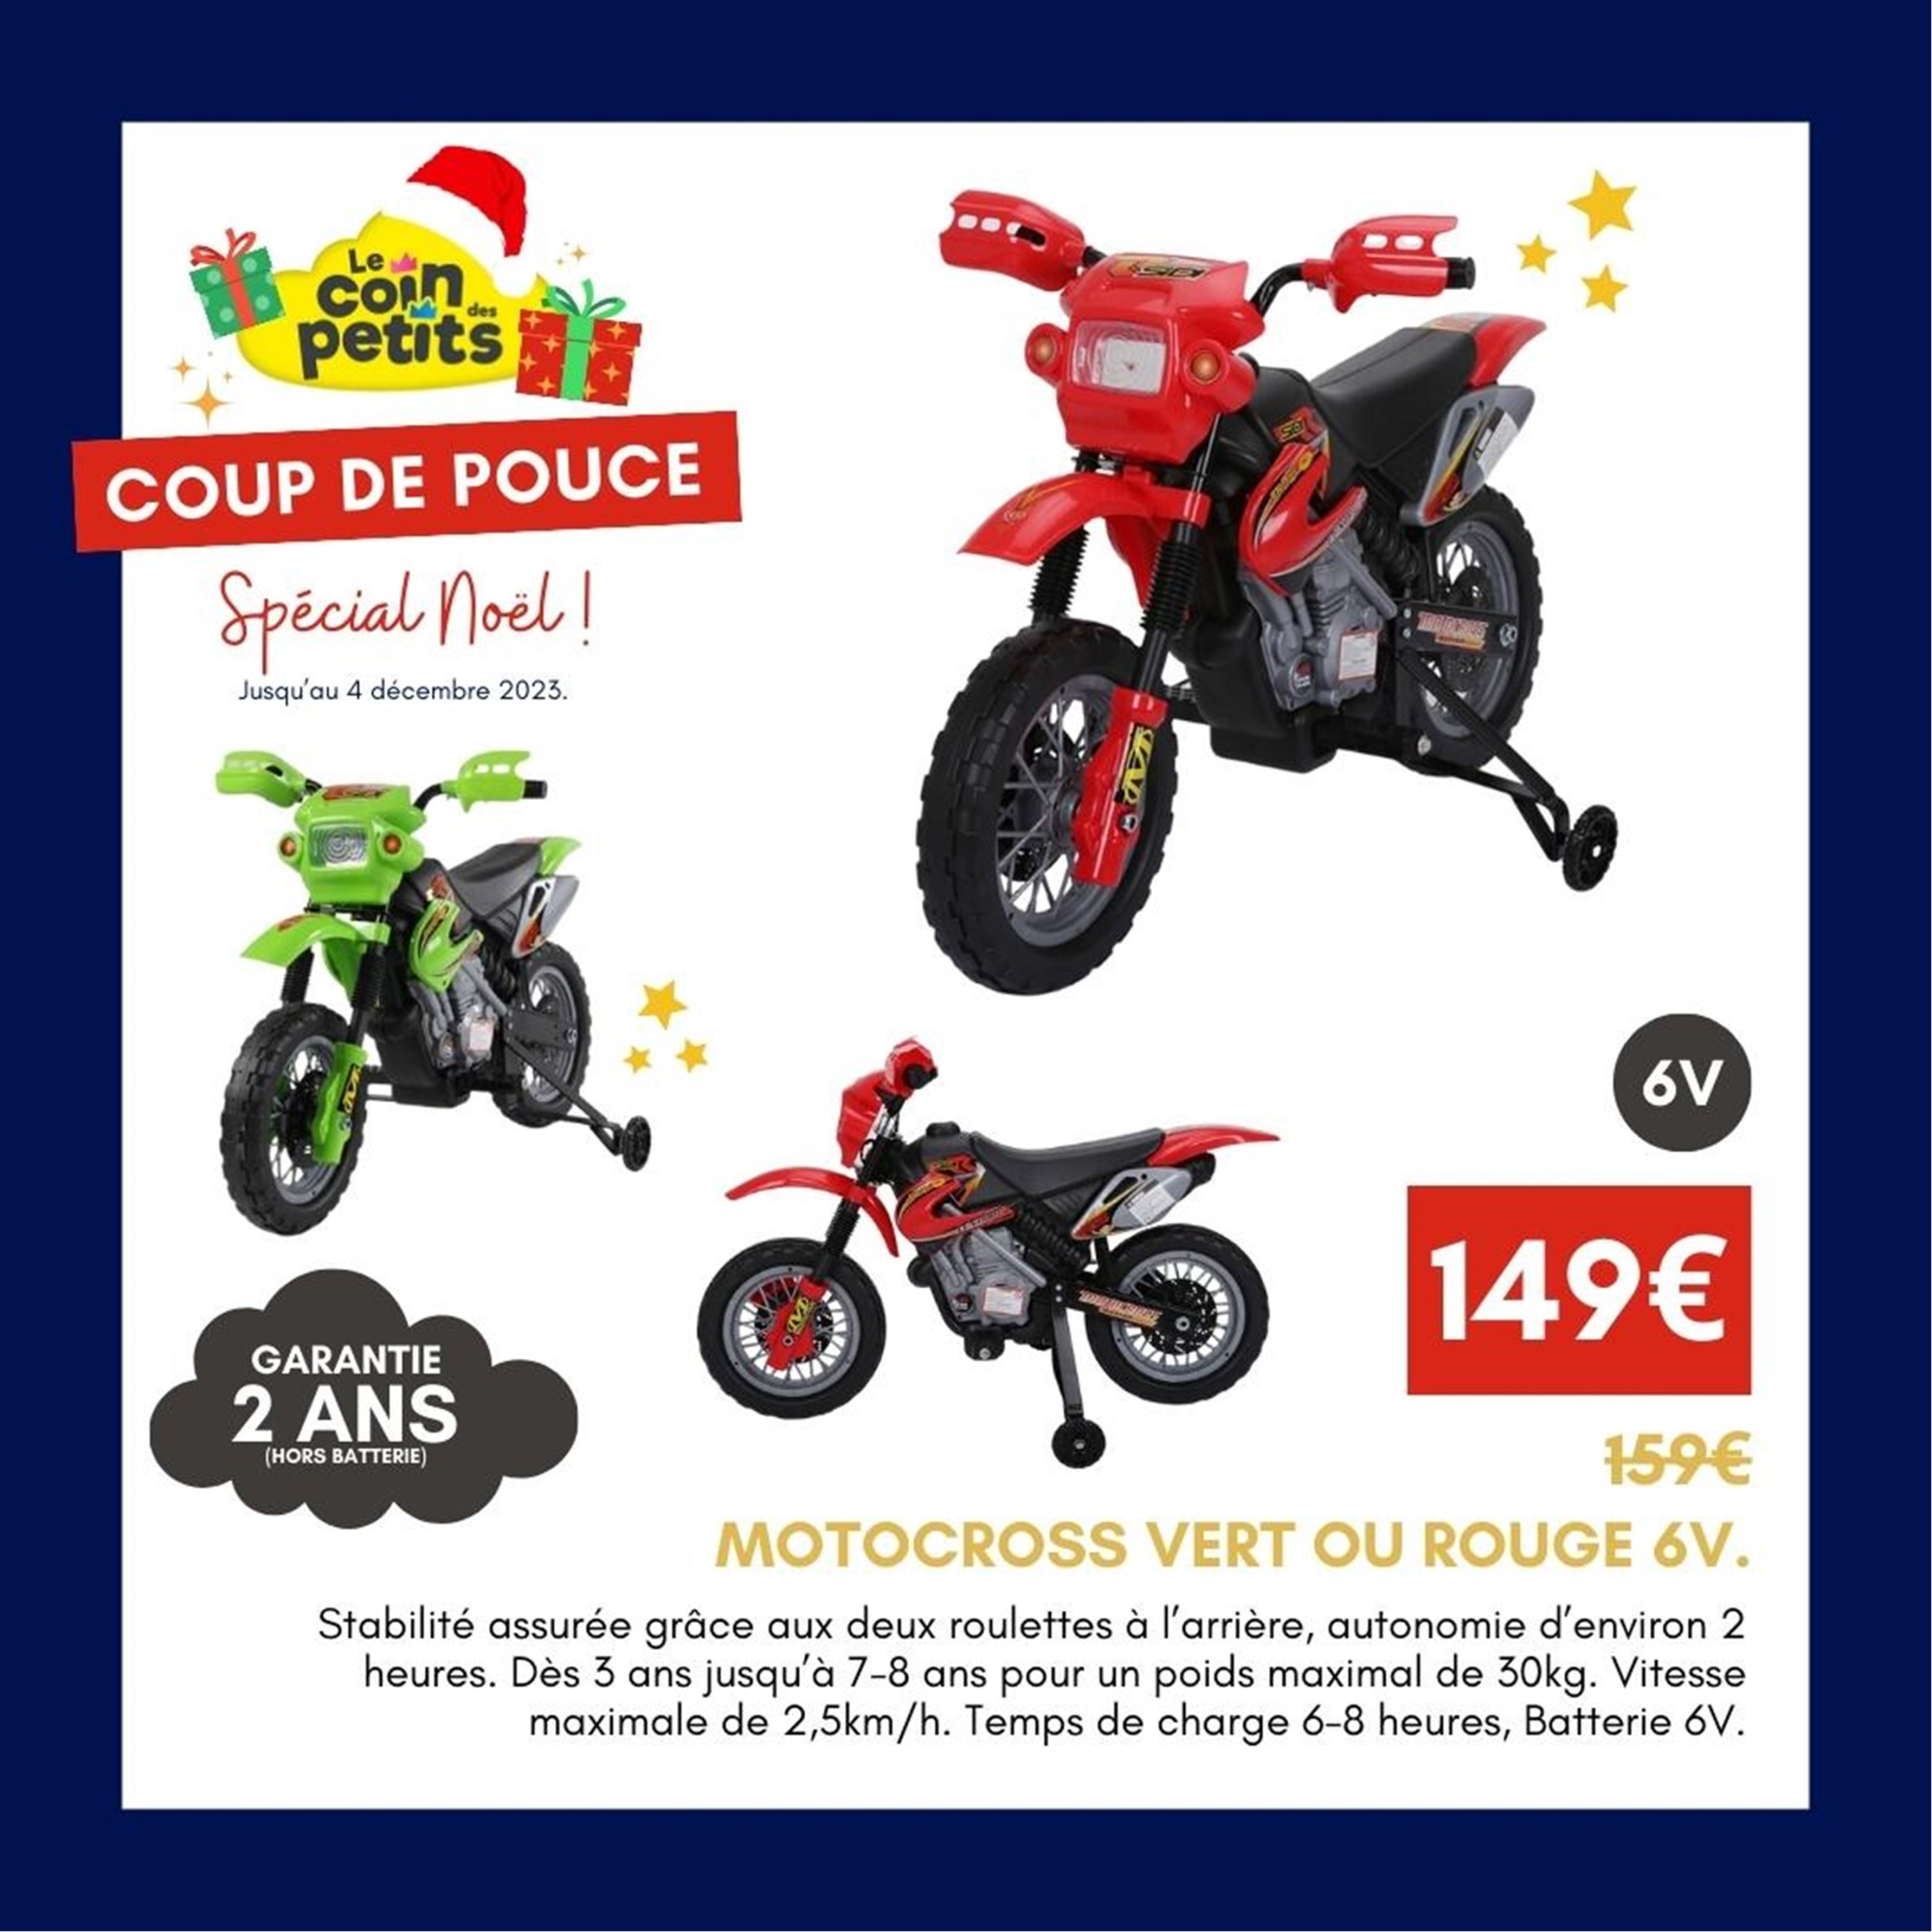 Le
coin
des
petits
COUP DE POUCE
Spécial Noël !
Jusqu'au 4 décembre 2023.
6V
149€
159€
GARANTIE
2 ANS
(HORS BATTERIE)
MOTOCROSS VERT OU ROUGE 6V.
Stabilité assurée grâce aux deux roulettes à l'arrière, autonomie d'environ 2
heures. Dès 3 ans jusqu'à 7-8 ans pour un poids maximal de 30kg. Vitesse
maximale de 2,5km/h. Temps de charge 6-8 heures, Batterie 6V.